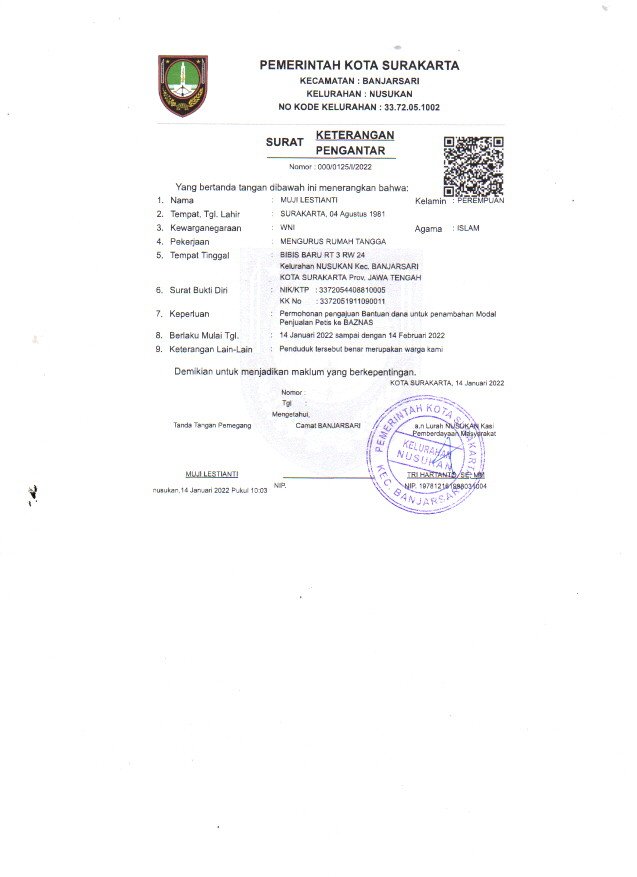 PEMERINTAH KOTA SURAKARTA
KECAMATAN : BANJARSARI
KELURAHAN : NUSUKAN
NO KODE KELURAHAN : 33.72.05.1002
SURAT KETERANGAN
PENGANTAR
Nomor : 000/0125/I/2022
Yang bertanda tangan dibawah ini menerangkan bahwa:
1. Nama : MUJI LESTIANTI Kelamin : PEREMPUAN
2. Tempat, Tgl. Lahir : SURAKARTA, 04 Agustus 1981
3. Kewarganegaraan : WNI Agama : ISLAM
4. Pekerjaan : MENGURUS RUMAH TANGGA
5. Tempat Tinggal : BIBIS BARU RT 3 RW 24
Kelurahan NUSUKAN Kec. BANJARSARI
KOTA SURAKARTA Prov. JAWA TENGAH
6. Surat Bukti Diri : NIK/KTP : 3372054408810005
KK No : 3372051911090011
7. Keperluan : Permohonan pengajuan Bantuan dana untuk penambahan Modal
Penjualan Petis ke BAZNAS
8. Berlaku Mulai Tgl. : 14 Januari 2022 sampai dengan 14 Februari 2022
9. Keterangan Lain-Lain : Penduduk tersebut benar merupakan warga kami
Demikian untuk menjadikan maklum yang berkepentingan.
KOTA SURAKARTA, 14 Januari 2022
Nomor :
Tgl :
Mengetahui,
Tanda Tangan Pemegang Camat BANJARSARI a.n Lurah NUSUKAN Kasi
Pemberdayaan Masyarakat
PEMERINTAH KOTA SURAKARTA
KELURAHAN
NUSUKAN
KEC. BANJARSARI
MUJI LESTIANTI TRI HARTANTO, SE, MM
NIP. NIP.
nusukan,14 Januari 2022 Pukul 10:03